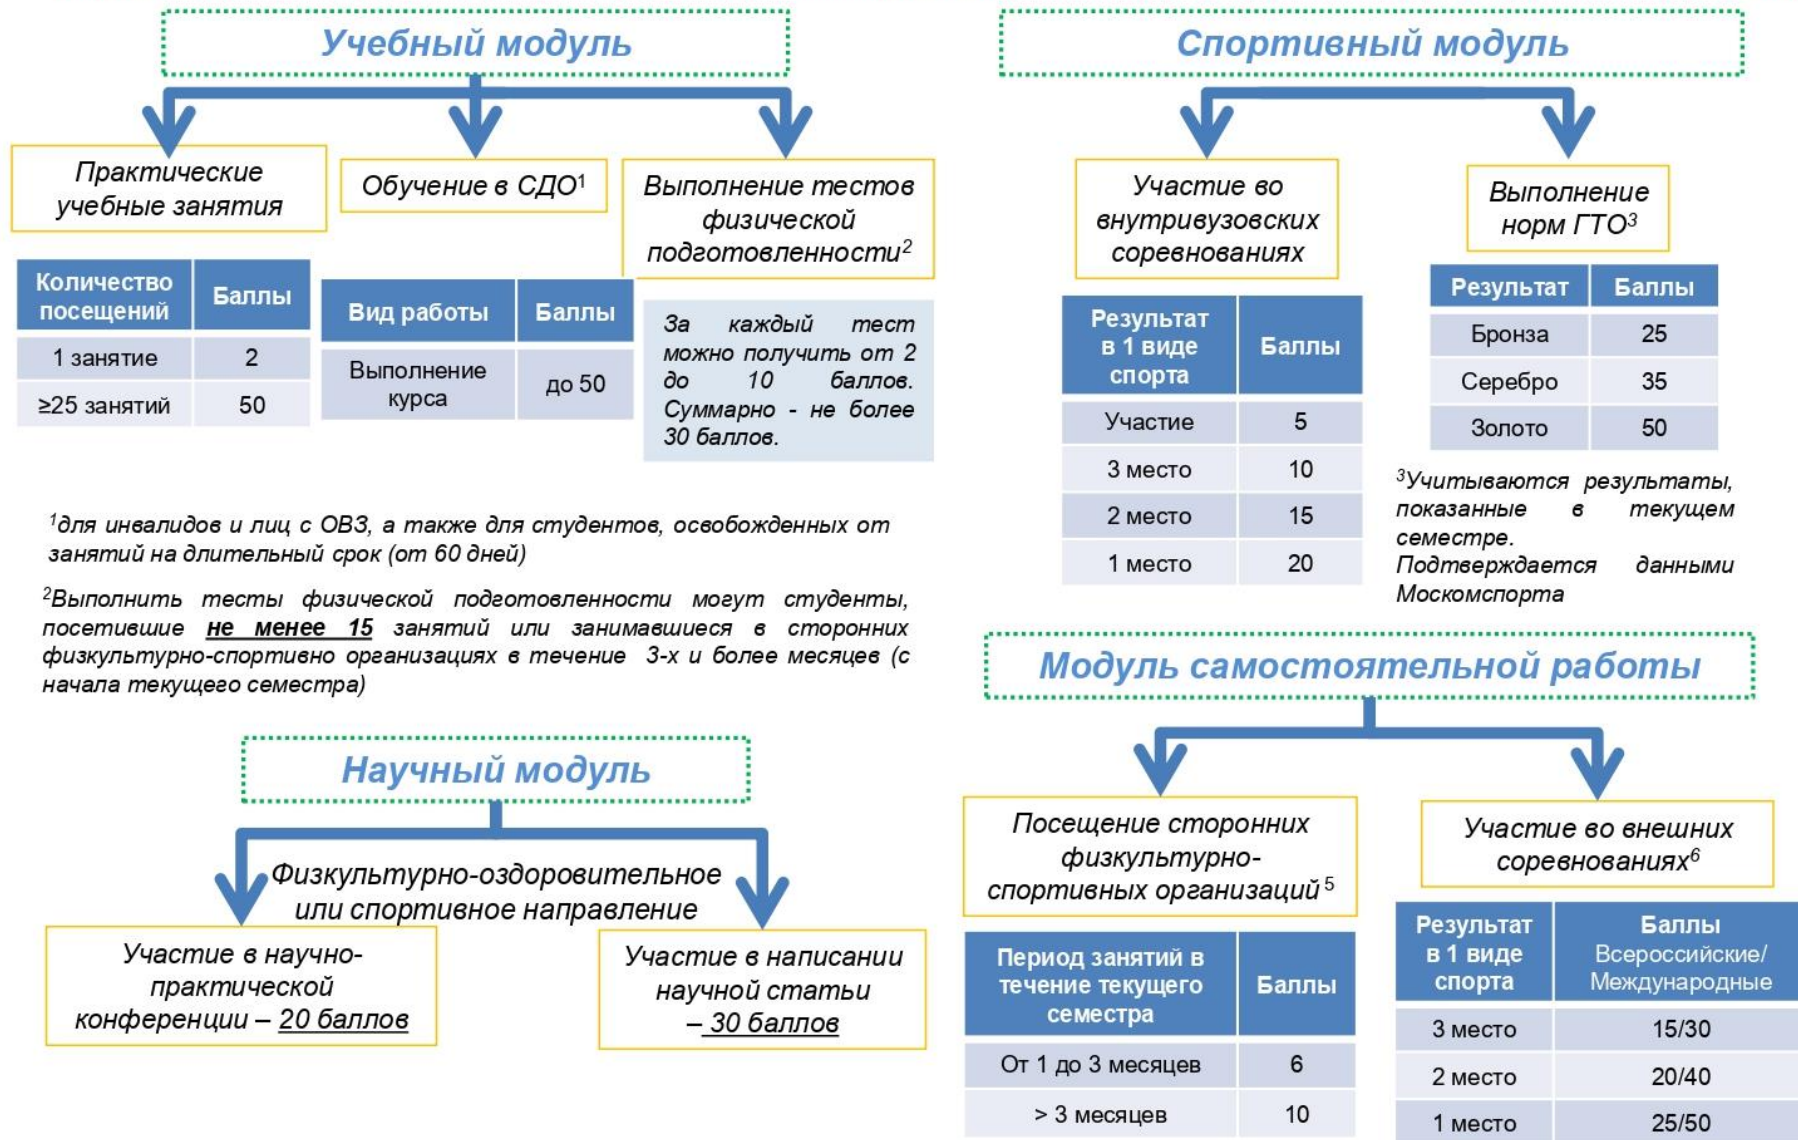 Учебный модуль
Практические
учебные занятия
Обучение в СДО¹
Выполнение тестов
физической
подготовленности²
Количество
посещений
Баллы
1 занятие
2
≥25 занятий
50
Вид работы
Баллы
Выполнение
курса
до 50
За каждый тест
можно получить от 2
до 10 баллов.
Суммарно - не более
30 баллов.
¹для инвалидов и лиц с ОВЗ, а также для студентов, освобожденных от
занятий на длительный срок (от 60 дней)
²Выполнить тесты физической подготовленности могут студенты,
посетившие не менее 15 занятий или занимавшиеся в сторонних
физкультурно-спортивно организациях в течение 3-х и более месяцев (с
начала текущего семестра)
Спортивный модуль
Участие во
внутривузовских
соревнованиях
Выполнение
норм ГТО³
Результат
в 1 виде
спорта
Баллы
Участие
5
3 место
10
2 место
15
1 место
20
Результат
Баллы
Бронза
25
Серебро
35
Золото
50
³Учитываются результаты,
показанные в текущем
семестре.
Подтверждается данными
Москомспорта
Научный модуль
Физкультурно-оздоровительное
или спортивное направление
Участие в научно-
практической
конференции – 20 баллов
Участие в написании
научной статьи
– 30 баллов
Модуль самостоятельной работы
Посещение сторонних
физкультурно-
спортивных организаций ⁵
Участие во внешних
соревнованиях⁶
Период занятий в
течение текущего
семестра
Баллы
От 1 до 3 месяцев
6
> 3 месяцев
10
Результат
в 1 виде
спорта
Баллы
Всероссийские/
Международные
3 место
15/30
2 место
20/40
1 место
25/50